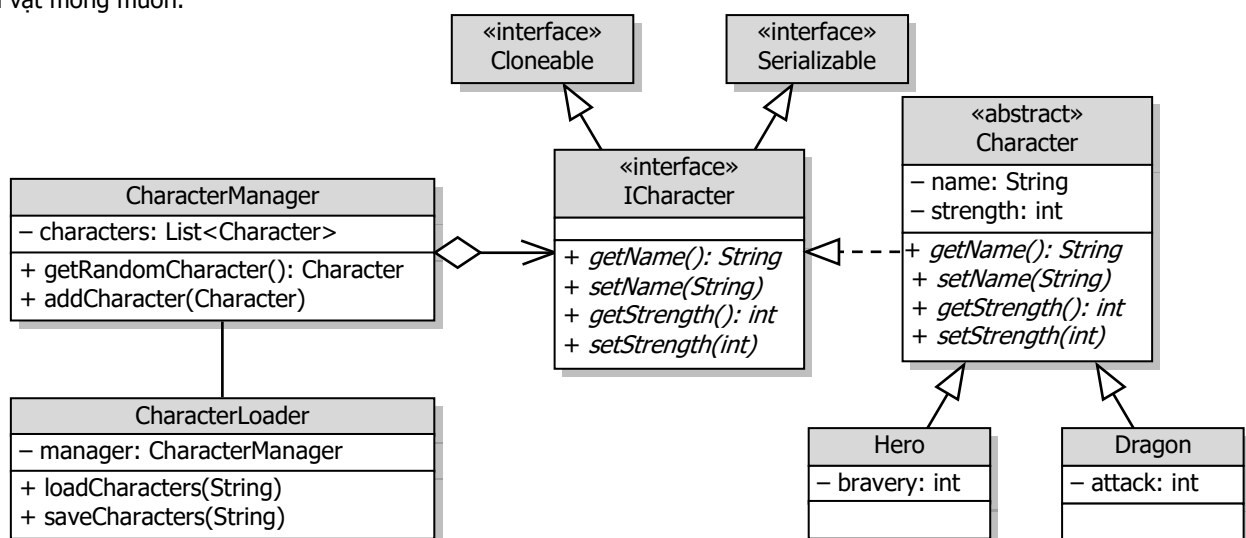 vật mong muốn.
«interface»
Cloneable
«interface»
Serializable
«abstract»
Character
– name: String
– strength: int
+ getName(): String
+ setName(String)
+ getStrength(): int
+ setStrength(int)
«interface»
ICharacter
+ getName(): String
+ setName(String)
+ getStrength(): int
+ setStrength(int)
CharacterManager
– characters: List<Character>
+ getRandomCharacter(): Character
+ addCharacter(Character)
CharacterLoader
– manager: CharacterManager
+ loadCharacters(String)
+ saveCharacters(String)
Hero
– bravery: int
Dragon
– attack: int